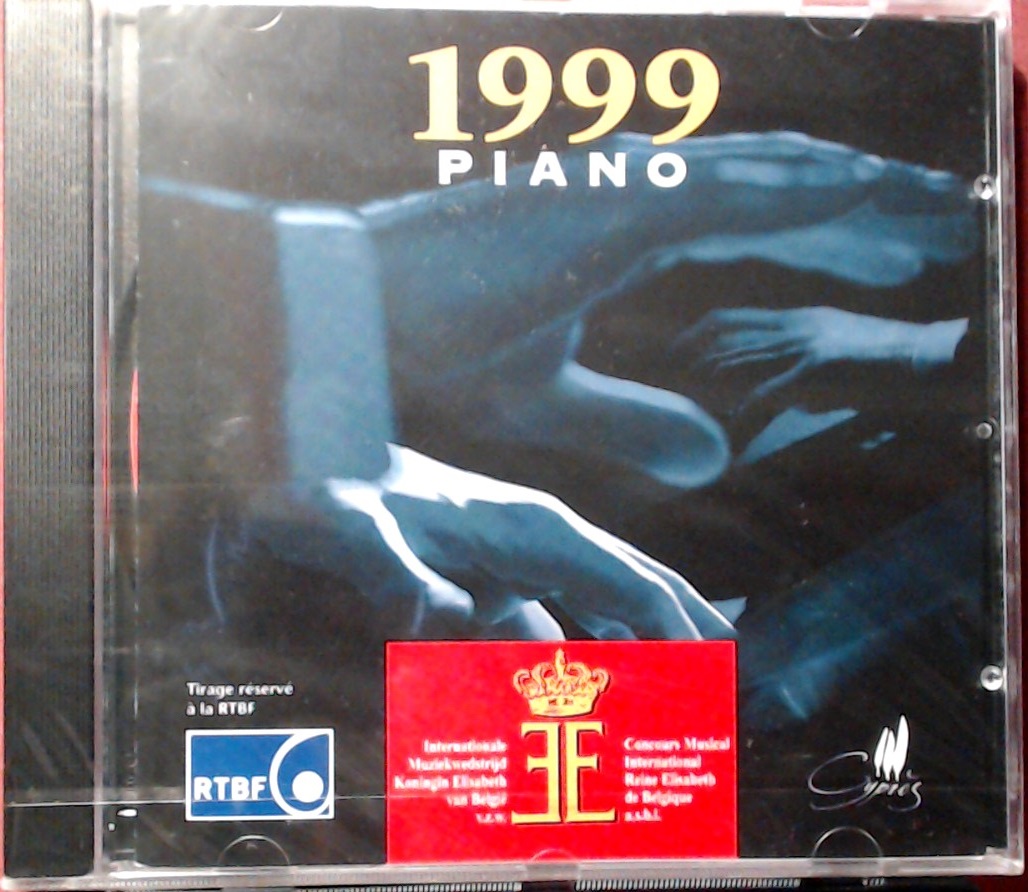 1999
PIANO
Tirage réservé
à la RTBF
RTBF
Internationale
Muziekwedstrijd
Koningin Elisabeth
van België
v.z.w.
Concours Musical
International
Reine Elisabeth
de Belgique
a.s.b.l.
Cyprès